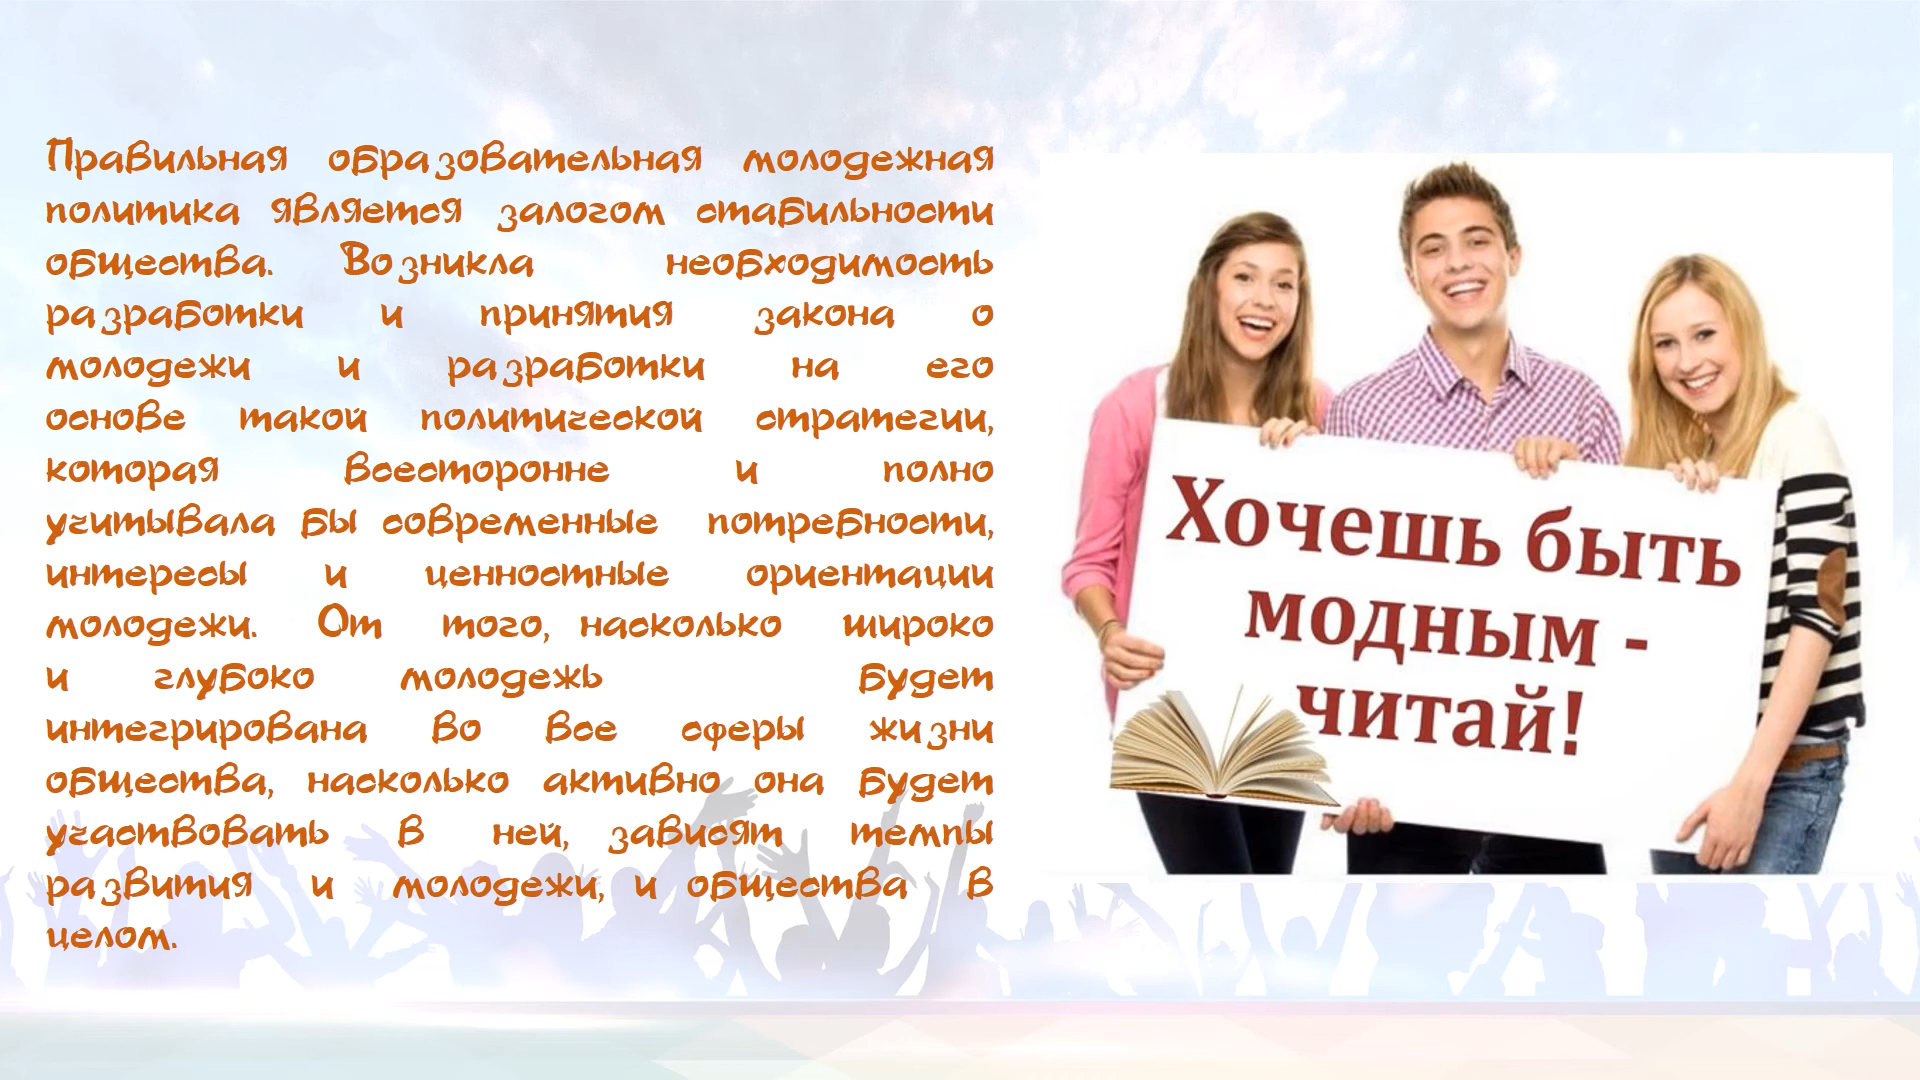 Правильная образовательная молодежная
политика является залогом стабильности
общества. Возникла необходимость
разработки и принятия закона о
молодежи и разработки на его
основе такой политической стратегии,
которая всесторонне и полно
учитывала бы современные потребности,
интересы и ценностные ориентации
молодежи. От того, насколько широко
и глубоко молодежь будет
интегрирована во все сферы жизни
общества, насколько активно она будет
участвовать в ней, зависят темпы
развития и молодежи, и общества в
целом.
Хочешь быть
модным -
читай!